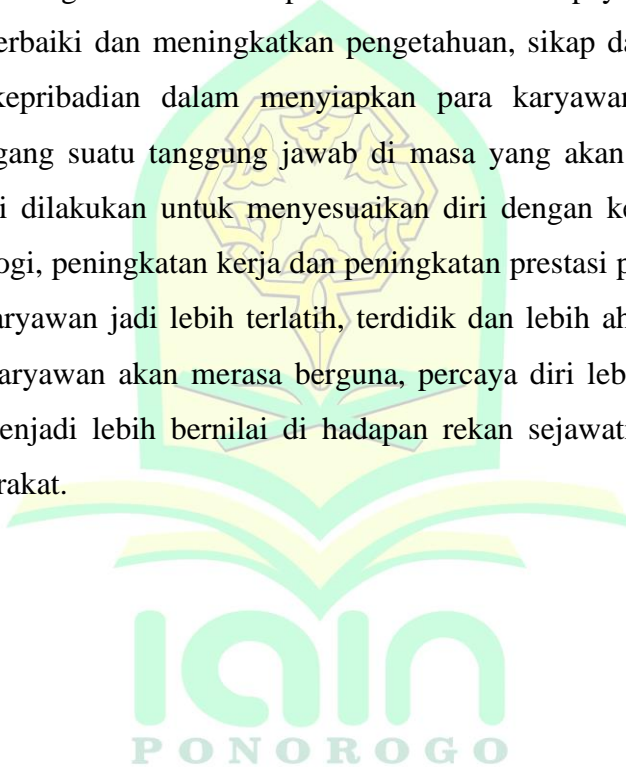 erbaiki dan meningkatkan pengetahuan, sikap da
kepribadian dalam menyiapkan para karyawan
gang suatu tanggung jawab di masa yang akan
i dilakukan untuk menyesuaikan diri dengan ke
ogi, peningkatan kerja dan peningkatan prestasi p
aryawan jadi lebih terlatih, terdidik dan lebih ah
karyawan akan merasa berguna, percaya diri leb
enjadi lebih bernilai di hadapan rekan sejawat
rakat.
iain
PONOROGO